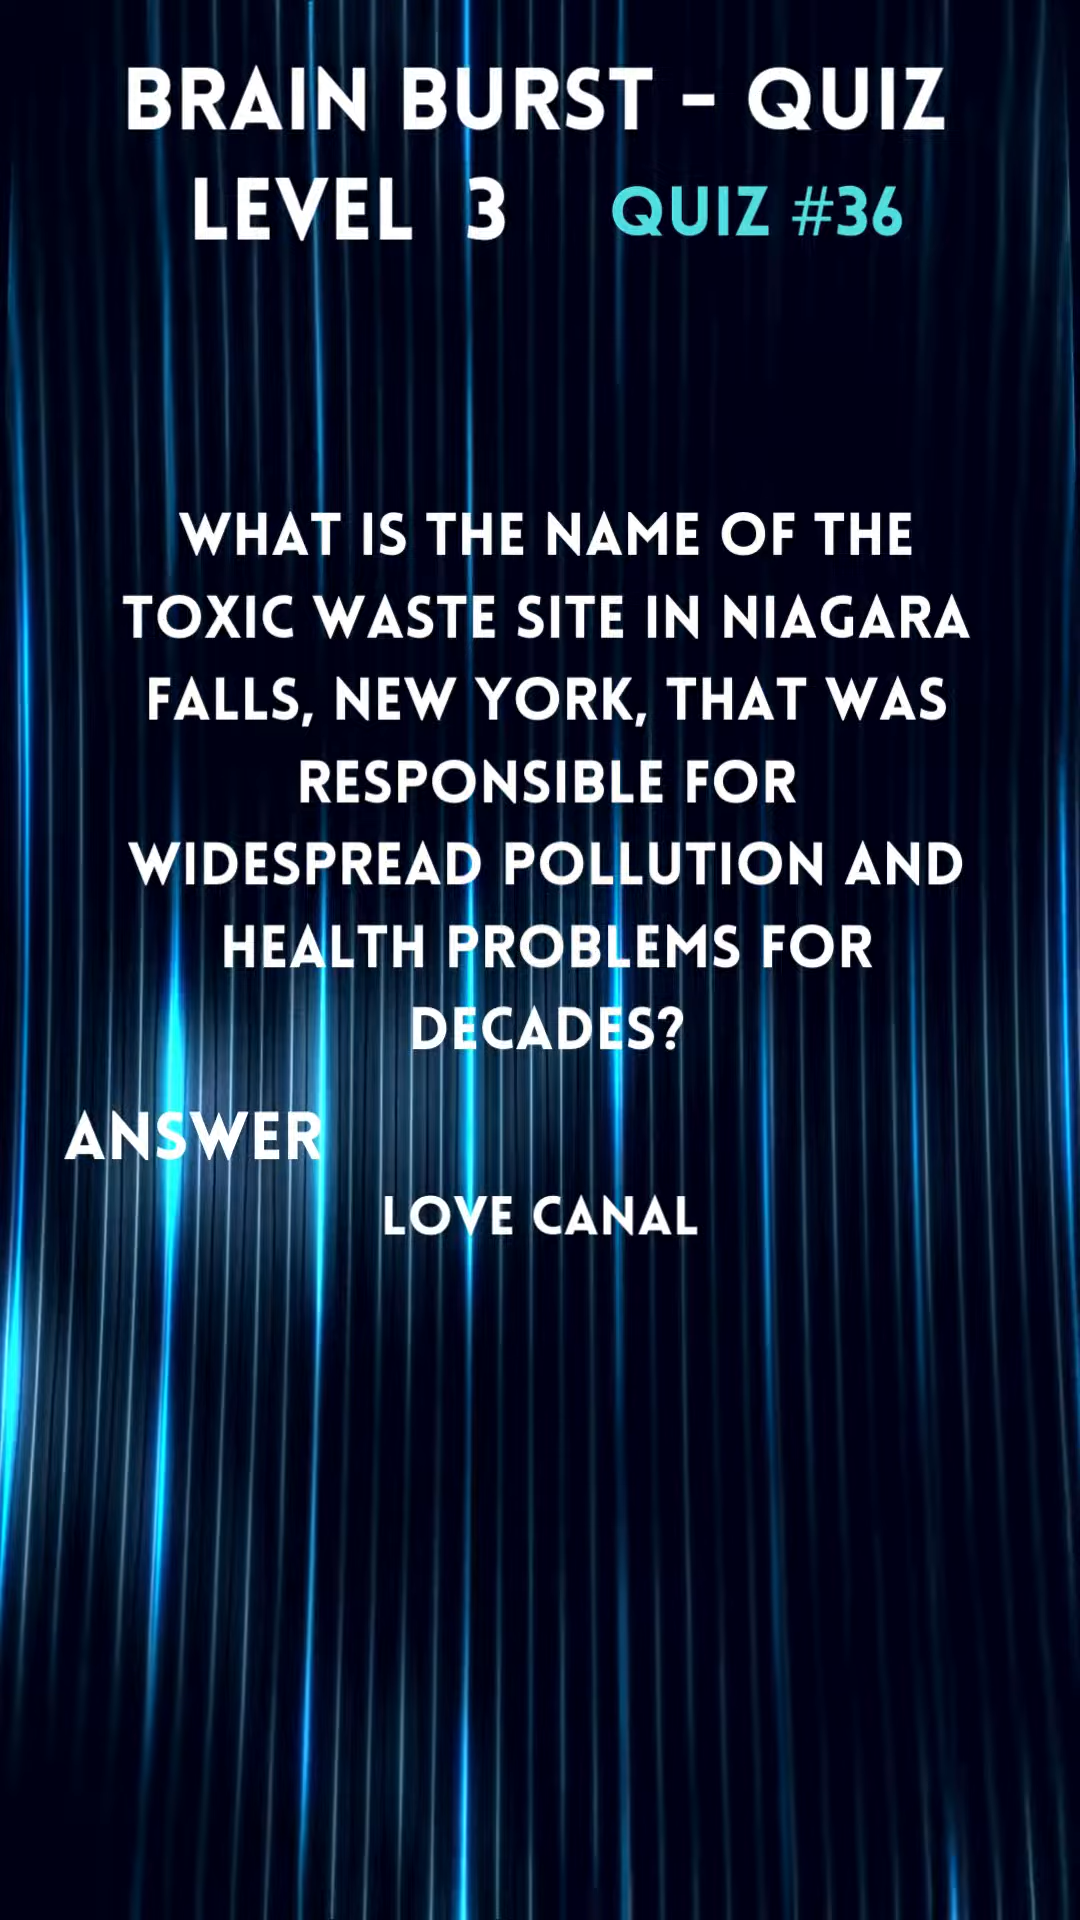 BRAIN BURST - QUIZ
LEVEL 3 QUIZ #36
WHAT IS THE NAME OF THE
TOXIC WASTE SITE IN NIAGARA
FALLS, NEW YORK, THAT WAS
RESPONSIBLE FOR
WIDESPREAD POLLUTION AND
HEALTH PROBLEMS FOR
DECADES?
ANSWER
LOVE CANAL